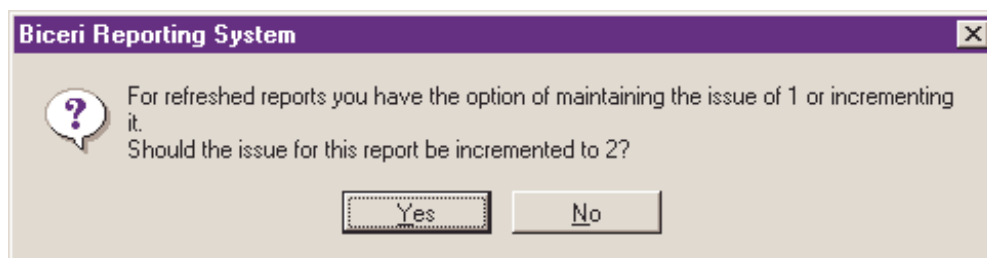 Biceri Reporting System
?
For refreshed reports you have the option of maintaining the issue of 1 or incrementing
it.
Should the issue for this report be incremented to 2?
Yes
No